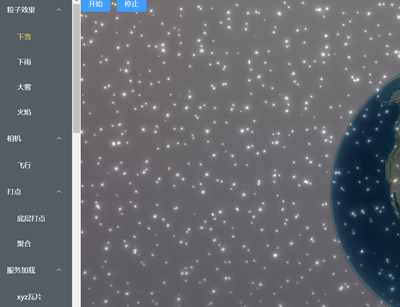 开始 停止
粒子效果
下雪
下雨
大雾
火焰
相机
飞行
打点
底层打点
聚合
服务加载
xyz瓦片